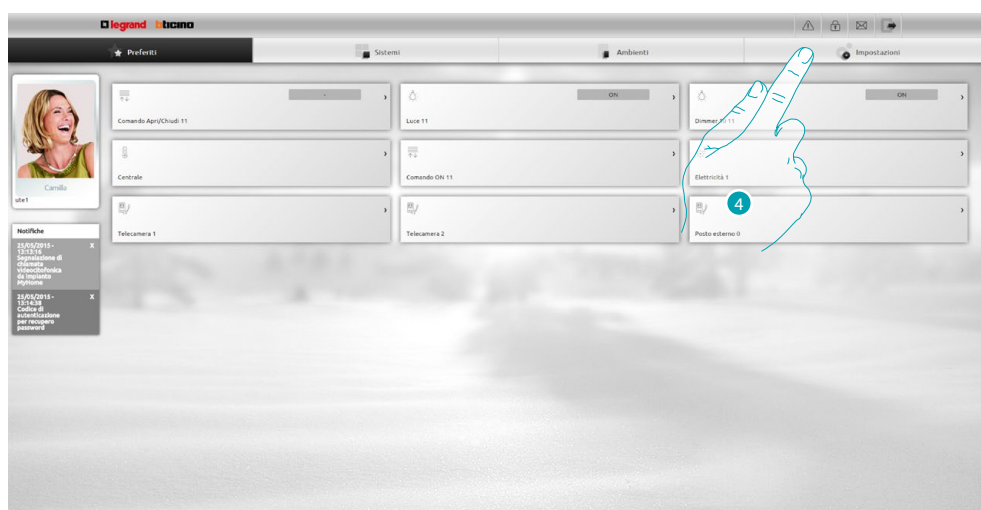 legrand bticino
Preferiti
Sistemi
Ambienti
Impostazioni
Camilla
ute1
-
Comando Apri/Chiudi 11
ON
Luce 11
ON
Dimmer 11
Centrale
Comando ON 11
Elettricità 1
Telecamera 1
Telecamera 2
Posto esterno 0
4
Notifiche
25/05/2015 - X
13:13:16
Segnalazione di
chiamata
videocitofonica
da Impianto
MyHome
25/05/2015 - X
13:14:38
Codice di
autenticazione
per recupero
password